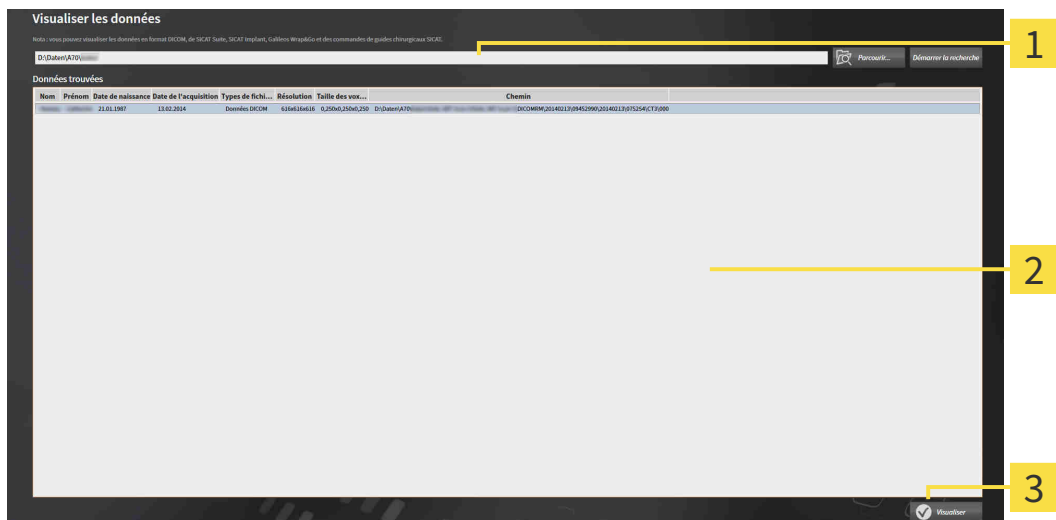 Visualiser les données
Nota : vous pouvez visualiser les données en format DICOM, de SICAT Suite, SICAT Implant, Galileos Wrap&Go et des commandes de guides chirurgicaux SICAT.
D:\Daten\A70\
Parcourir... Démarrer la recherche
1
Données trouvées
Nom Prénom Date de naissance Date de l'acquisition Types de fichi... Résolution Taille des vox... Chemin
21.01.1987 13.02.2014 Données DICOM 616x616x616 0,250x0,250x0,250 D:\Daten\A70 DICOMRM\20140213\09452990\20140213\075254\CT3\000
2
3
Visualiser